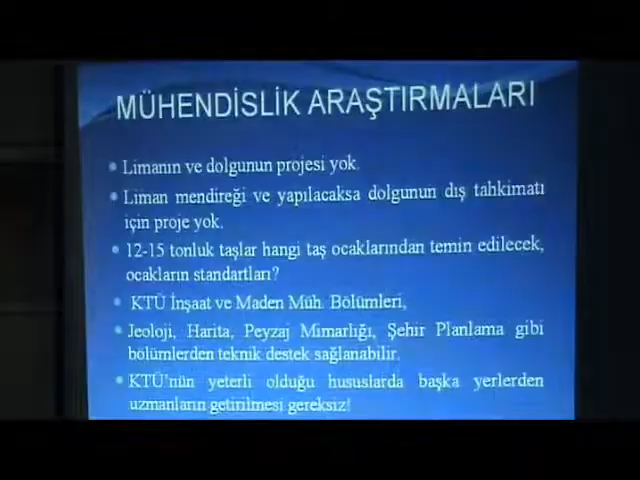 MÜHENDİSLİK ARAŞTIRMALARI
• Limanın ve dolgunun projesi yok.
• Liman mendireği ve yapılacaksa dolgunun dış tahkimatı
için proje yok.
• 12-15 tonluk taşlar hangi taş ocaklarından temin edilecek,
ocakların standartları?
• KTÜ İnşaat ve Maden Müh. Bölümleri,
• Jeoloji, Harita, Peyzaj Mimarlığı, Şehir Planlama gibi
bölümlerden teknik destek sağlanabilir.
• KTÜ'nün yeterli olduğu hususlarda başka yerlerden
uzmanların getirilmesi gereksiz!